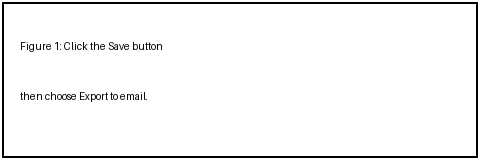 Figure 1: Click the Save button
then choose Export to email.